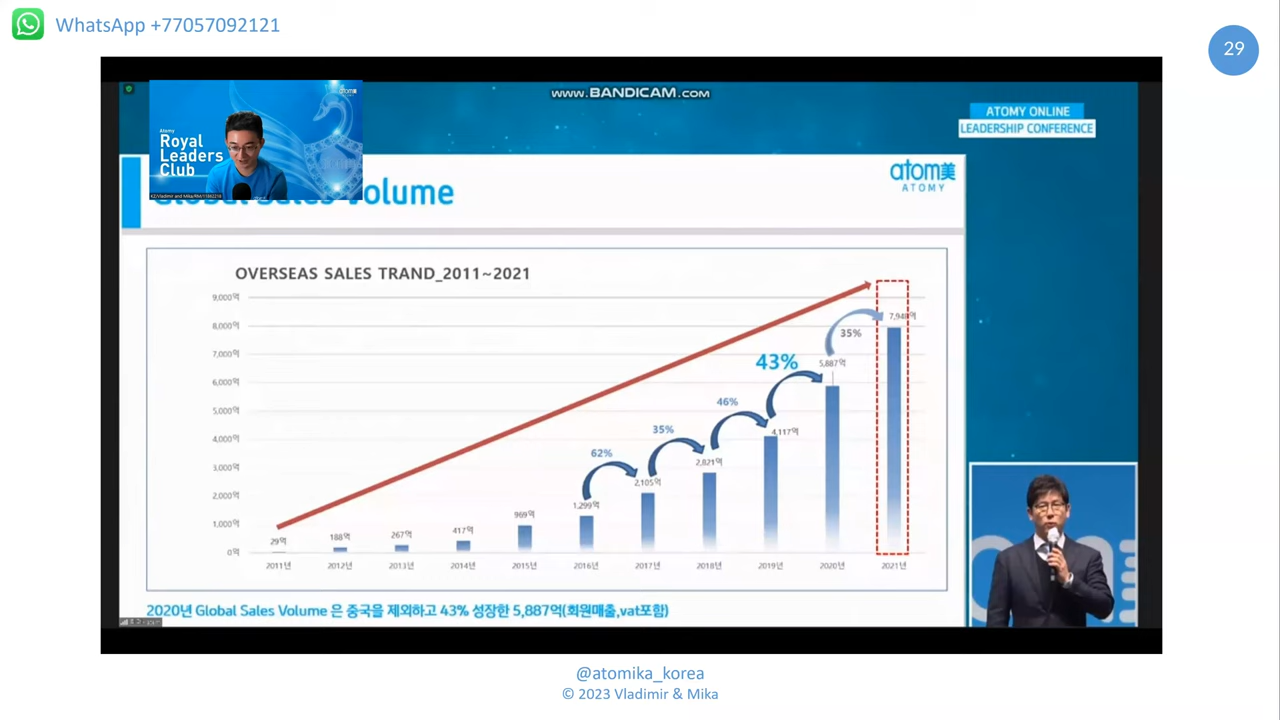 WhatsApp +77057092121
29
www.BANDICAM.com
ATOMY ONLINE
LEADERSHIP CONFERENCE
atom美
Atomy
Royal
Leaders
Club
atom美
ATOMY
Global Sales Volume
OVERSEAS SALES TRAND_2011~2021
9,000억
8,000억
7,000억
6,000억
5,000억
4,000억
3,000억
2,000억
1,000억
0억
29억
188억
267억
417억
969억
1,299억
2,105억
2,821억
4,117억
5,887억
62%
35%
46%
43%
35%
2011년
2012년
2013년
2014년
2015년
2016년
2017년
2018년
2019년
2020년
2021년
2020년 Global Sales Volume 은 중국을 제외하고 43% 성장한 5,887억(회원매출,vat포함)
@atomika_korea
© 2023 Vladimir & Mika